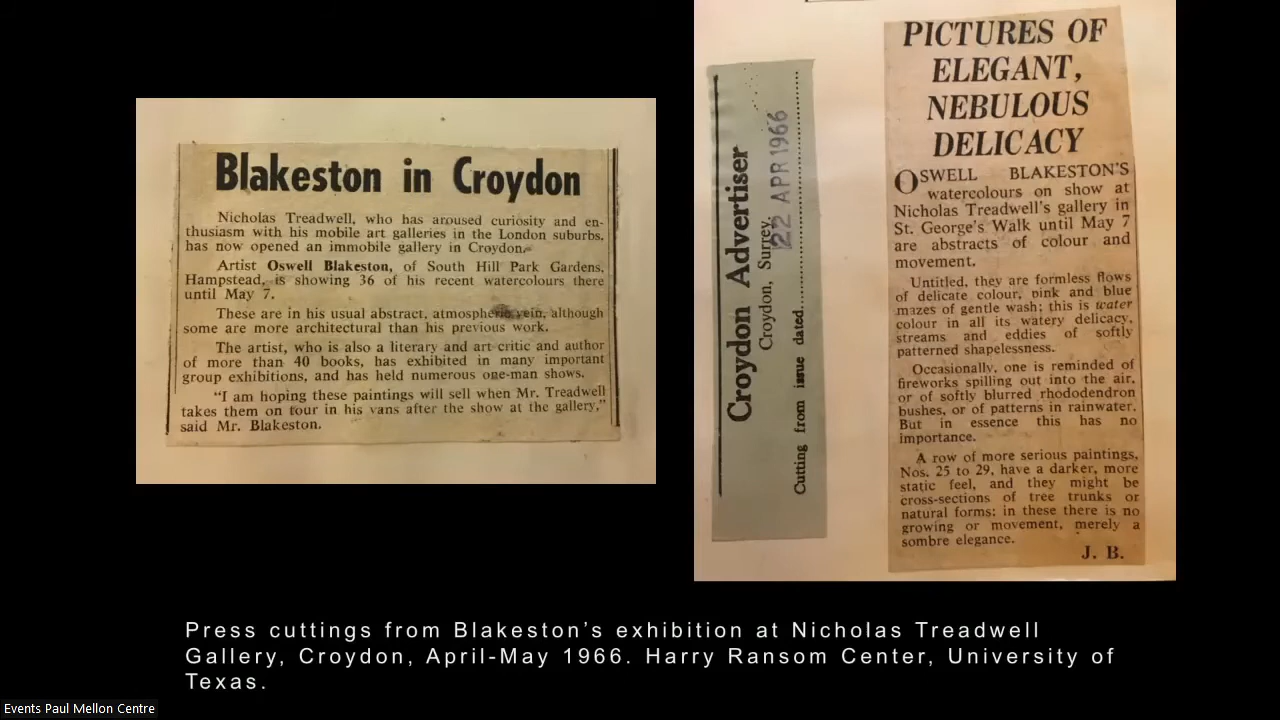 Blakeston in Croydon
Nicholas Treadwell, who has aroused curiosity and en-
thusiasm with his mobile art galleries in the London suburbs,
has now opened an immobile gallery in Croydon.
Artist Oswell Blakeston, of South Hill Park Gardens,
Hampstead, is showing 36 of his recent watercolours there
until May 7.
These are in his usual abstract, atmospheric vein, although
some are more architectural than his previous work.
The artist, who is also a literary and art critic and author
of more than 40 books, has exhibited in many important
group exhibitions, and has held numerous one-man shows.
"I am hoping these paintings will sell when Mr. Treadwell
takes them on tour in his vans after the show at the gallery,"
said Mr. Blakeston.
Croydon Advertiser
Croydon, Surrey.
Cutting from issue dated..................
22 APR 1966
PICTURES OF
ELEGANT,
NEBULOUS
DELICACY
OSWELL BLAKESTON'S
watercolours on show at
Nicholas Treadwell's gallery in
St. George's Walk until May 7
are abstracts of colour and
movement.
Untitled, they are formless flows
of delicate colour, pink and blue
mazes of gentle wash; this is water
colour in all its watery delicacy,
streams and eddies of softly
patterned shapelessness.
Occasionally, one is reminded of
fireworks spilling out into the air,
or of softly blurred rhododendron
bushes, or of patterns in rainwater.
But in essence this has no
importance.
A row of more serious paintings,
Nos. 25 to 29, have a darker, more
static feel, and they might be
cross-sections of tree trunks or
natural forms: in these there is no
growing or movement, merely a
sombre elegance.
J. B.
Press cuttings from Blakeston's exhibition at Nicholas Treadwell
Gallery, Croydon, April-May 1966. Harry Ransom Center, University of
Texas.
Events Paul Mellon Centre